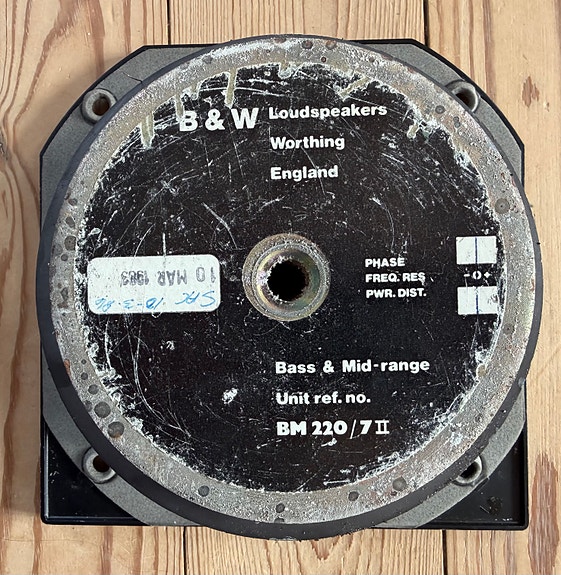 B & W Loudspeakers
Worthing
England
PHASE
FREQ. RES
PWR. DIST.
- 0 +
10 MAR 1983
Bass & Mid-range
Unit ref. no.
BM 220/7 II